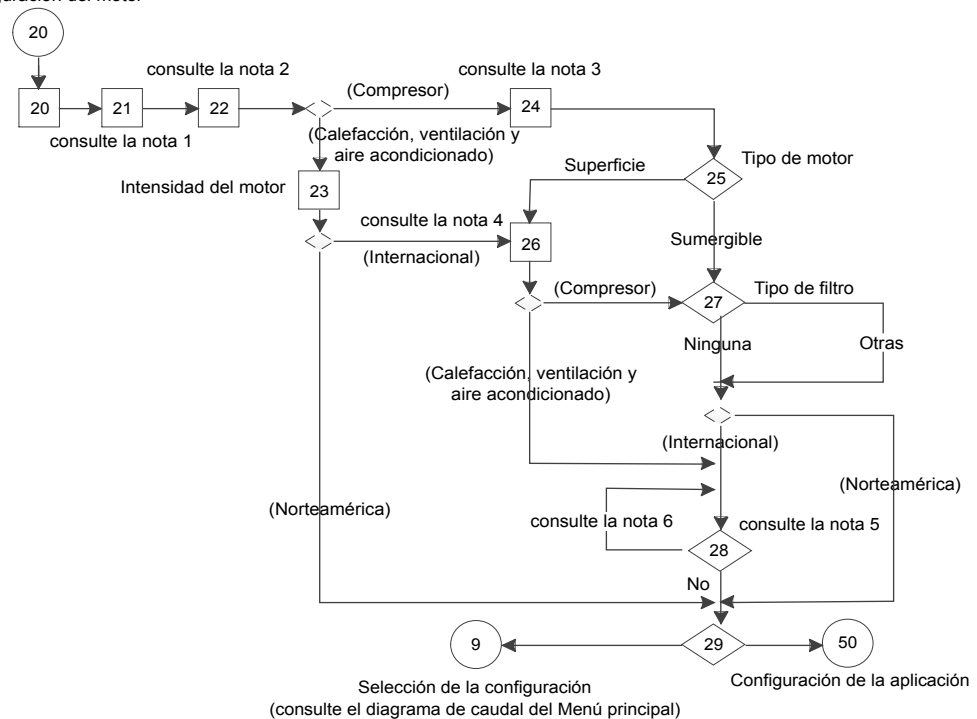 20
consulte la nota 2
consulte la nota 3
(Compresor)
20
21
22
24
consulte la nota 1
(Calefacción, ventilación y
aire acondicionado)
Tipo de motor
Superficie
25
Intensidad del motor
23
consulte la nota 4
26
Sumergible
(Internacional)
(Compresor)
27
Tipo de filtro
Ninguna
Otras
(Calefacción, ventilación y
aire acondicionado)
(Internacional)
(Norteamérica)
(Norteamérica)
consulte la nota 6
consulte la nota 5
28
No
9
29
50
Selección de la configuración
(consulte el diagrama de caudal del Menú principal)
Configuración de la aplicación